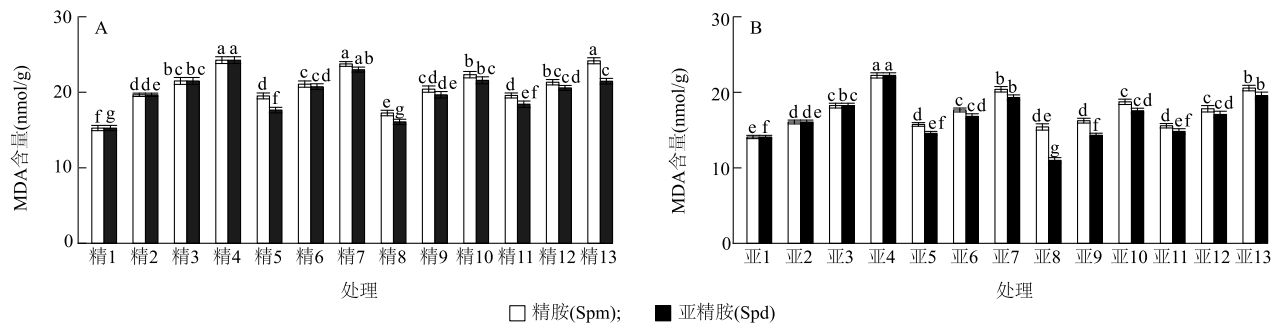 A
B
MDA含量(nmol/g)
30
20
10
0
f g d de bc bc a a d f c cd a ab e g cd de b bc d ef bc cd a c
精1 精2 精3 精4 精5 精6 精7 精8 精9 精10 精11 精12 精13
处理
MDA含量(nmol/g)
30
20
10
0
e f d d c bc a a d ef c cd b b de g d f c cd d ef c cd b b
亚1 亚2 亚3 亚4 亚5 亚6 亚7 亚8 亚9 亚10 亚11 亚12 亚13
处理
精胺(Spm); 亚精胺(Spd)